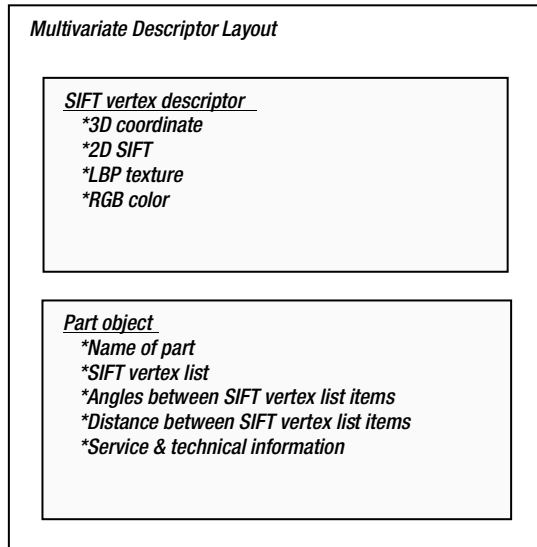 Multivariate Descriptor Layout
SIFT vertex descriptor
*3D coordinate
*2D SIFT
*LBP texture
*RGB color
Part object
*Name of part
*SIFT vertex list
*Angles between SIFT vertex list items
*Distance between SIFT vertex list items
*Service & technical information